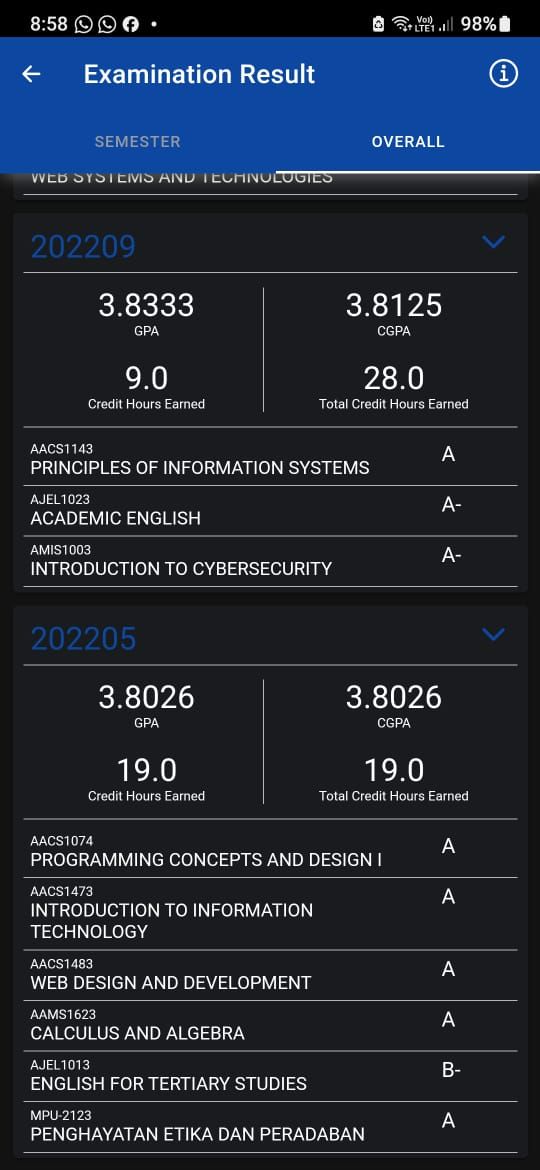 8:58
Vo))
LTE1
98%
Examination Result
SEMESTER
OVERALL
WEB SYSTEMS AND TECHNOLOGIES
202209
3.8333
3.8125
GPA
CGPA
9.0
28.0
Credit Hours Earned
Total Credit Hours Earned
AACS1143
A
PRINCIPLES OF INFORMATION SYSTEMS
AJEL1023
A-
ACADEMIC ENGLISH
AMIS1003
A-
INTRODUCTION TO CYBERSECURITY
202205
3.8026
3.8026
GPA
CGPA
19.0
19.0
Credit Hours Earned
Total Credit Hours Earned
AACS1074
A
PROGRAMMING CONCEPTS AND DESIGN I
AACS1473
A
INTRODUCTION TO INFORMATION
TECHNOLOGY
AACS1483
A
WEB DESIGN AND DEVELOPMENT
AAMS1623
A
CALCULUS AND ALGEBRA
AJEL1013
B-
ENGLISH FOR TERTIARY STUDIES
MPU-2123
A
PENGHAYATAN ETIKA DAN PERADABAN